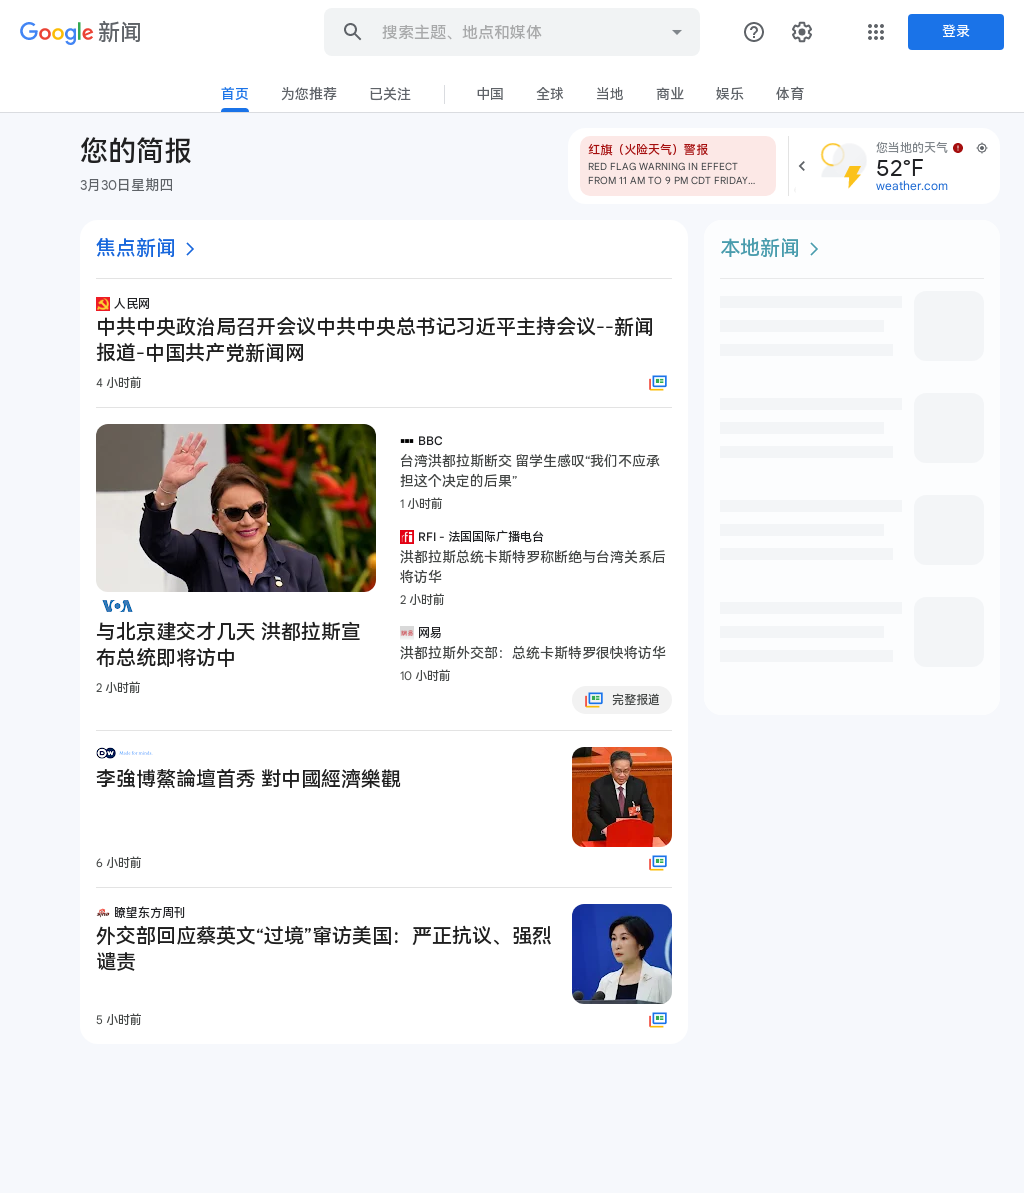 Google 新闻
搜索主题、地点和媒体
登录
首页
为您推荐
已关注
中国
全球
当地
商业
娱乐
体育
您的简报
3月30日星期四
红旗（火险天气）警报
RED FLAG WARNING IN EFFECT
FROM 11 AM TO 9 PM CDT FRIDAY...
您当地的天气
52°F
weather.com
焦点新闻
本地新闻
人民网
中共中央政治局召开会议中共中央总书记习近平主持会议--新闻
报道-中国共产党新闻网
4 小时前
VOA
与北京建交才几天 洪都拉斯宣
布总统即将访中
2 小时前
BBC
台湾洪都拉斯断交 留学生感叹“我们不应承
担这个决定的后果”
1 小时前
RFI - 法国国际广播电台
洪都拉斯总统卡斯特罗称断绝与台湾关系后
将访华
2 小时前
网易
洪都拉斯外交部：总统卡斯特罗很快将访华
10 小时前
完整报道
DW Made for minds
李強博鰲論壇首秀 對中國經濟樂觀
6 小时前
瞭望东方周刊
外交部回应蔡英文“过境”窜访美国：严正抗议、强烈
谴责
5 小时前